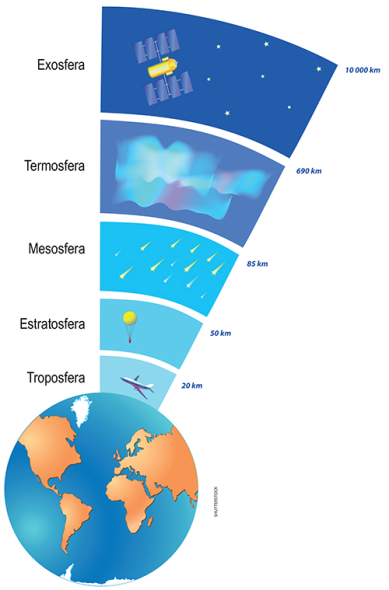 Exosfera
10 000 km
Termosfera
690 km
Mesosfera
85 km
Estratosfera
50 km
Troposfera
20 km
SHUTTERSTOCK